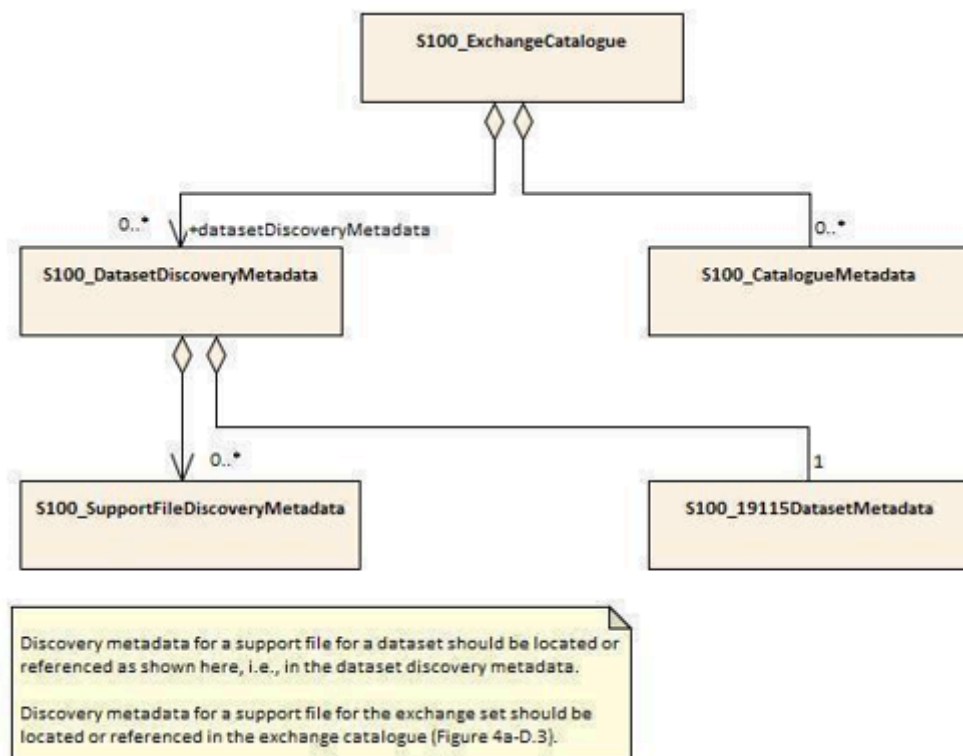 S100_ExchangeCatalogue
0..*
+datasetDiscoveryMetadata
0..*
S100_DatasetDiscoveryMetadata
S100_CatalogueMetadata
0..*
1
S100_SupportFileDiscoveryMetadata
S100_19115DatasetMetadata
Discovery metadata for a support file for a dataset should be located or
referenced as shown here, i.e., in the dataset discovery metadata.
Discovery metadata for a support file for the exchange set should be
located or referenced in the exchange catalogue (Figure 4a-D.3).